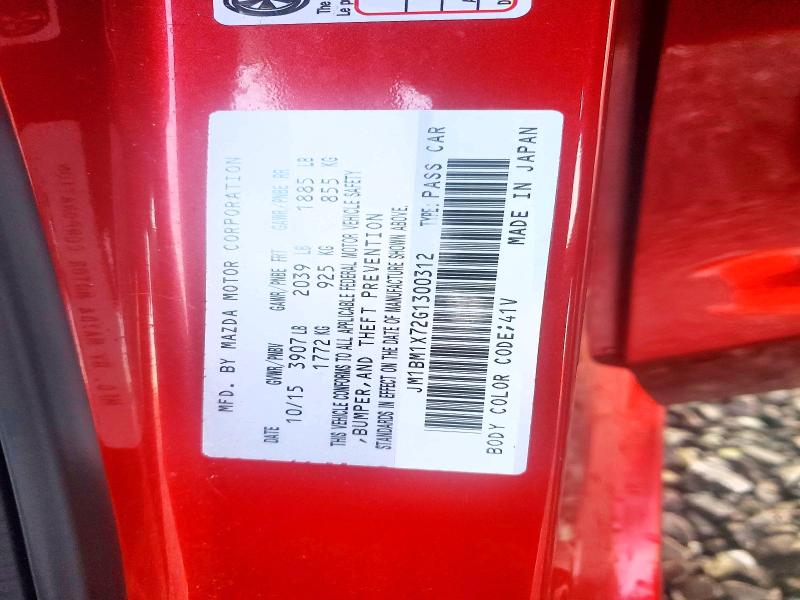 The
Le p
MFD. BY MAZDA MOTOR CORPORATION
DATE GVWR/PNBV GAWR/PNBE FRT GAWR/PNBE RR
10/15 3907 LB 2039 LB 1885 LB
1772 KG 925 KG 855 KG
THIS VEHICLE CONFORMS TO ALL APPLICABLE FEDERAL MOTOR VEHICLE SAFETY
,BUMPER,AND THEFT PREVENTION
STANDARDS IN EFFECT ON THE DATE OF MANUFACTURE SHOWN ABOVE.
JM1BM1X72G1300312 TYPE: PASS CAR
BODY COLOR CODE;41V MADE IN JAPAN